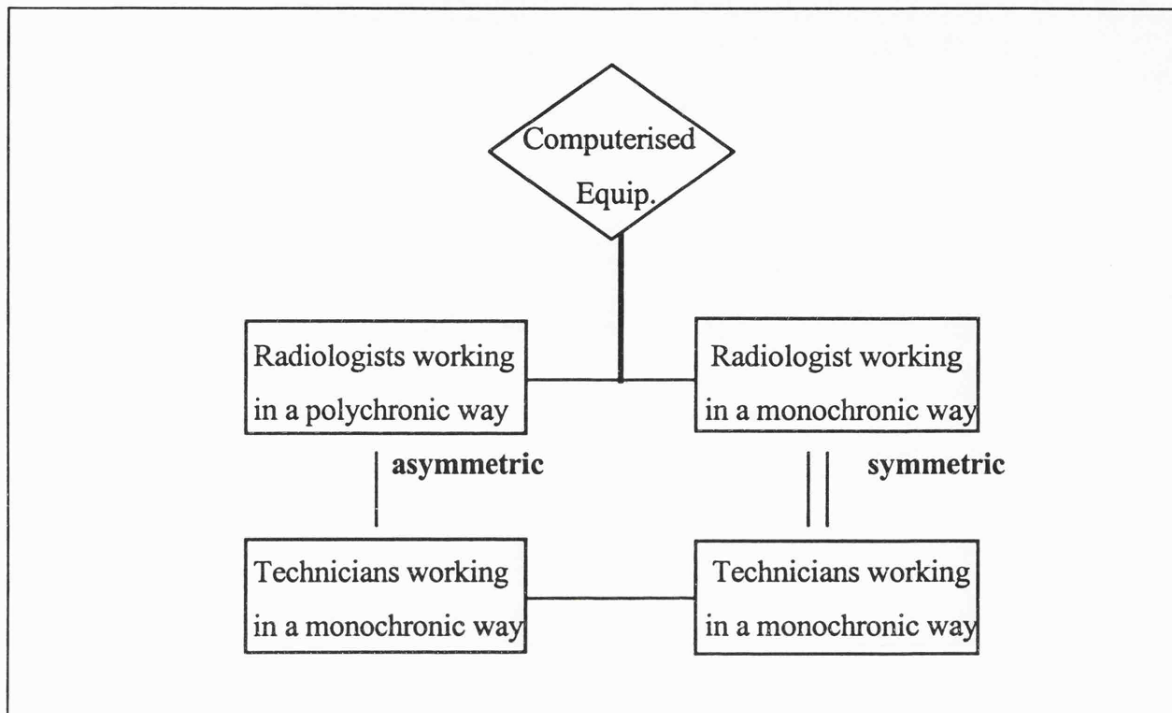 Computerised
Equip.
Radiologists working
in a polychronic way
Radiologist working
in a monochronic way
asymmetric
symmetric
Technicians working
in a monochronic way
Technicians working
in a monochronic way